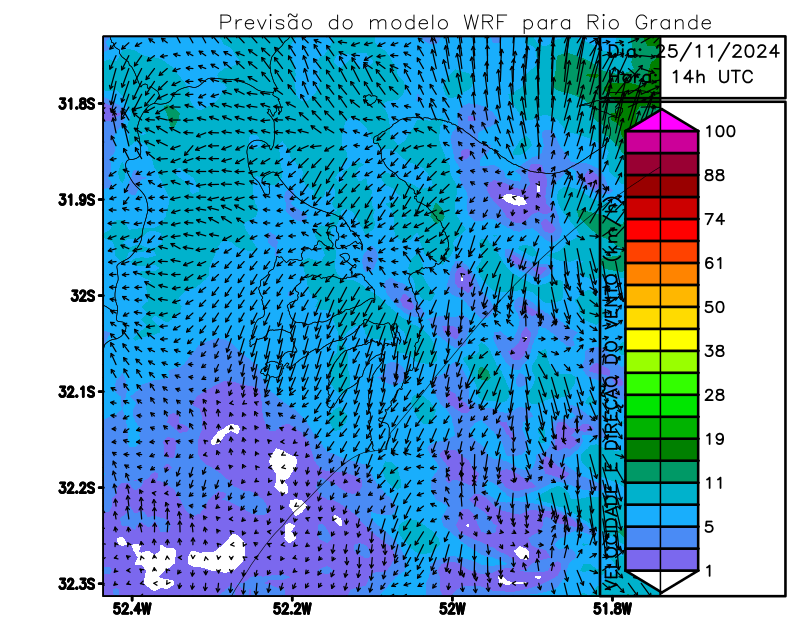 Previsão do modelo WRF para Rio Grande
Dia: 25/11/2024
Hora: 14h UTC
31.8S
31.9S
32S
32.1S
32.2S
32.3S
52.4W
52.2W
52W
51.8W
VELOCIDADE E DIREÇÃO DO VENTO (km/s)
100
88
74
61
50
38
28
19
11
5
1